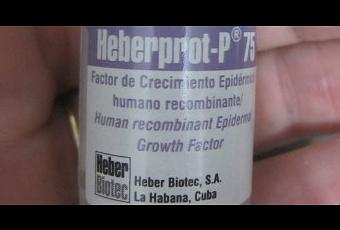 Heberprot-P® 75
Factor de Crecimiento Epidérmico
humano recombinante/
Human recombinant Epidermal
Growth Factor
Heber
Biotec
Heber Biotec, S.A.
La Habana, Cuba